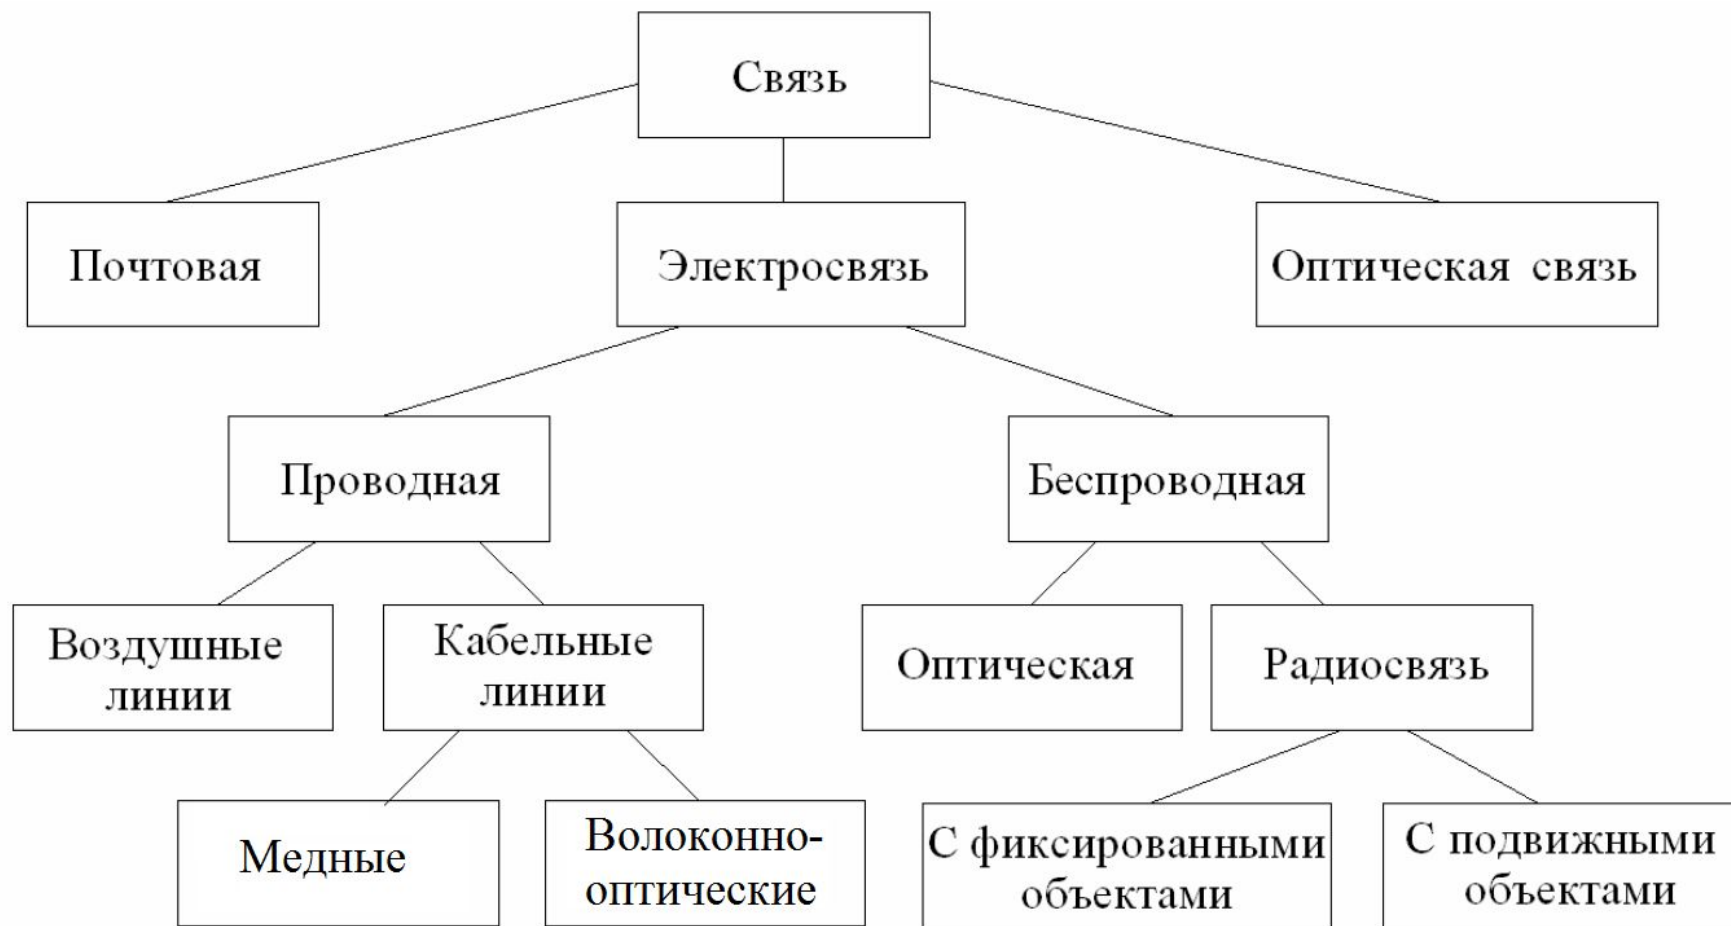 Связь
Почтовая
Электросвязь
Оптическая связь
Проводная
Беспроводная
Воздушные
линии
Кабельные
линии
Оптическая
Радиосвязь
Медные
Волоконно-
оптические
С фиксированными
объектами
С подвижными
объектами